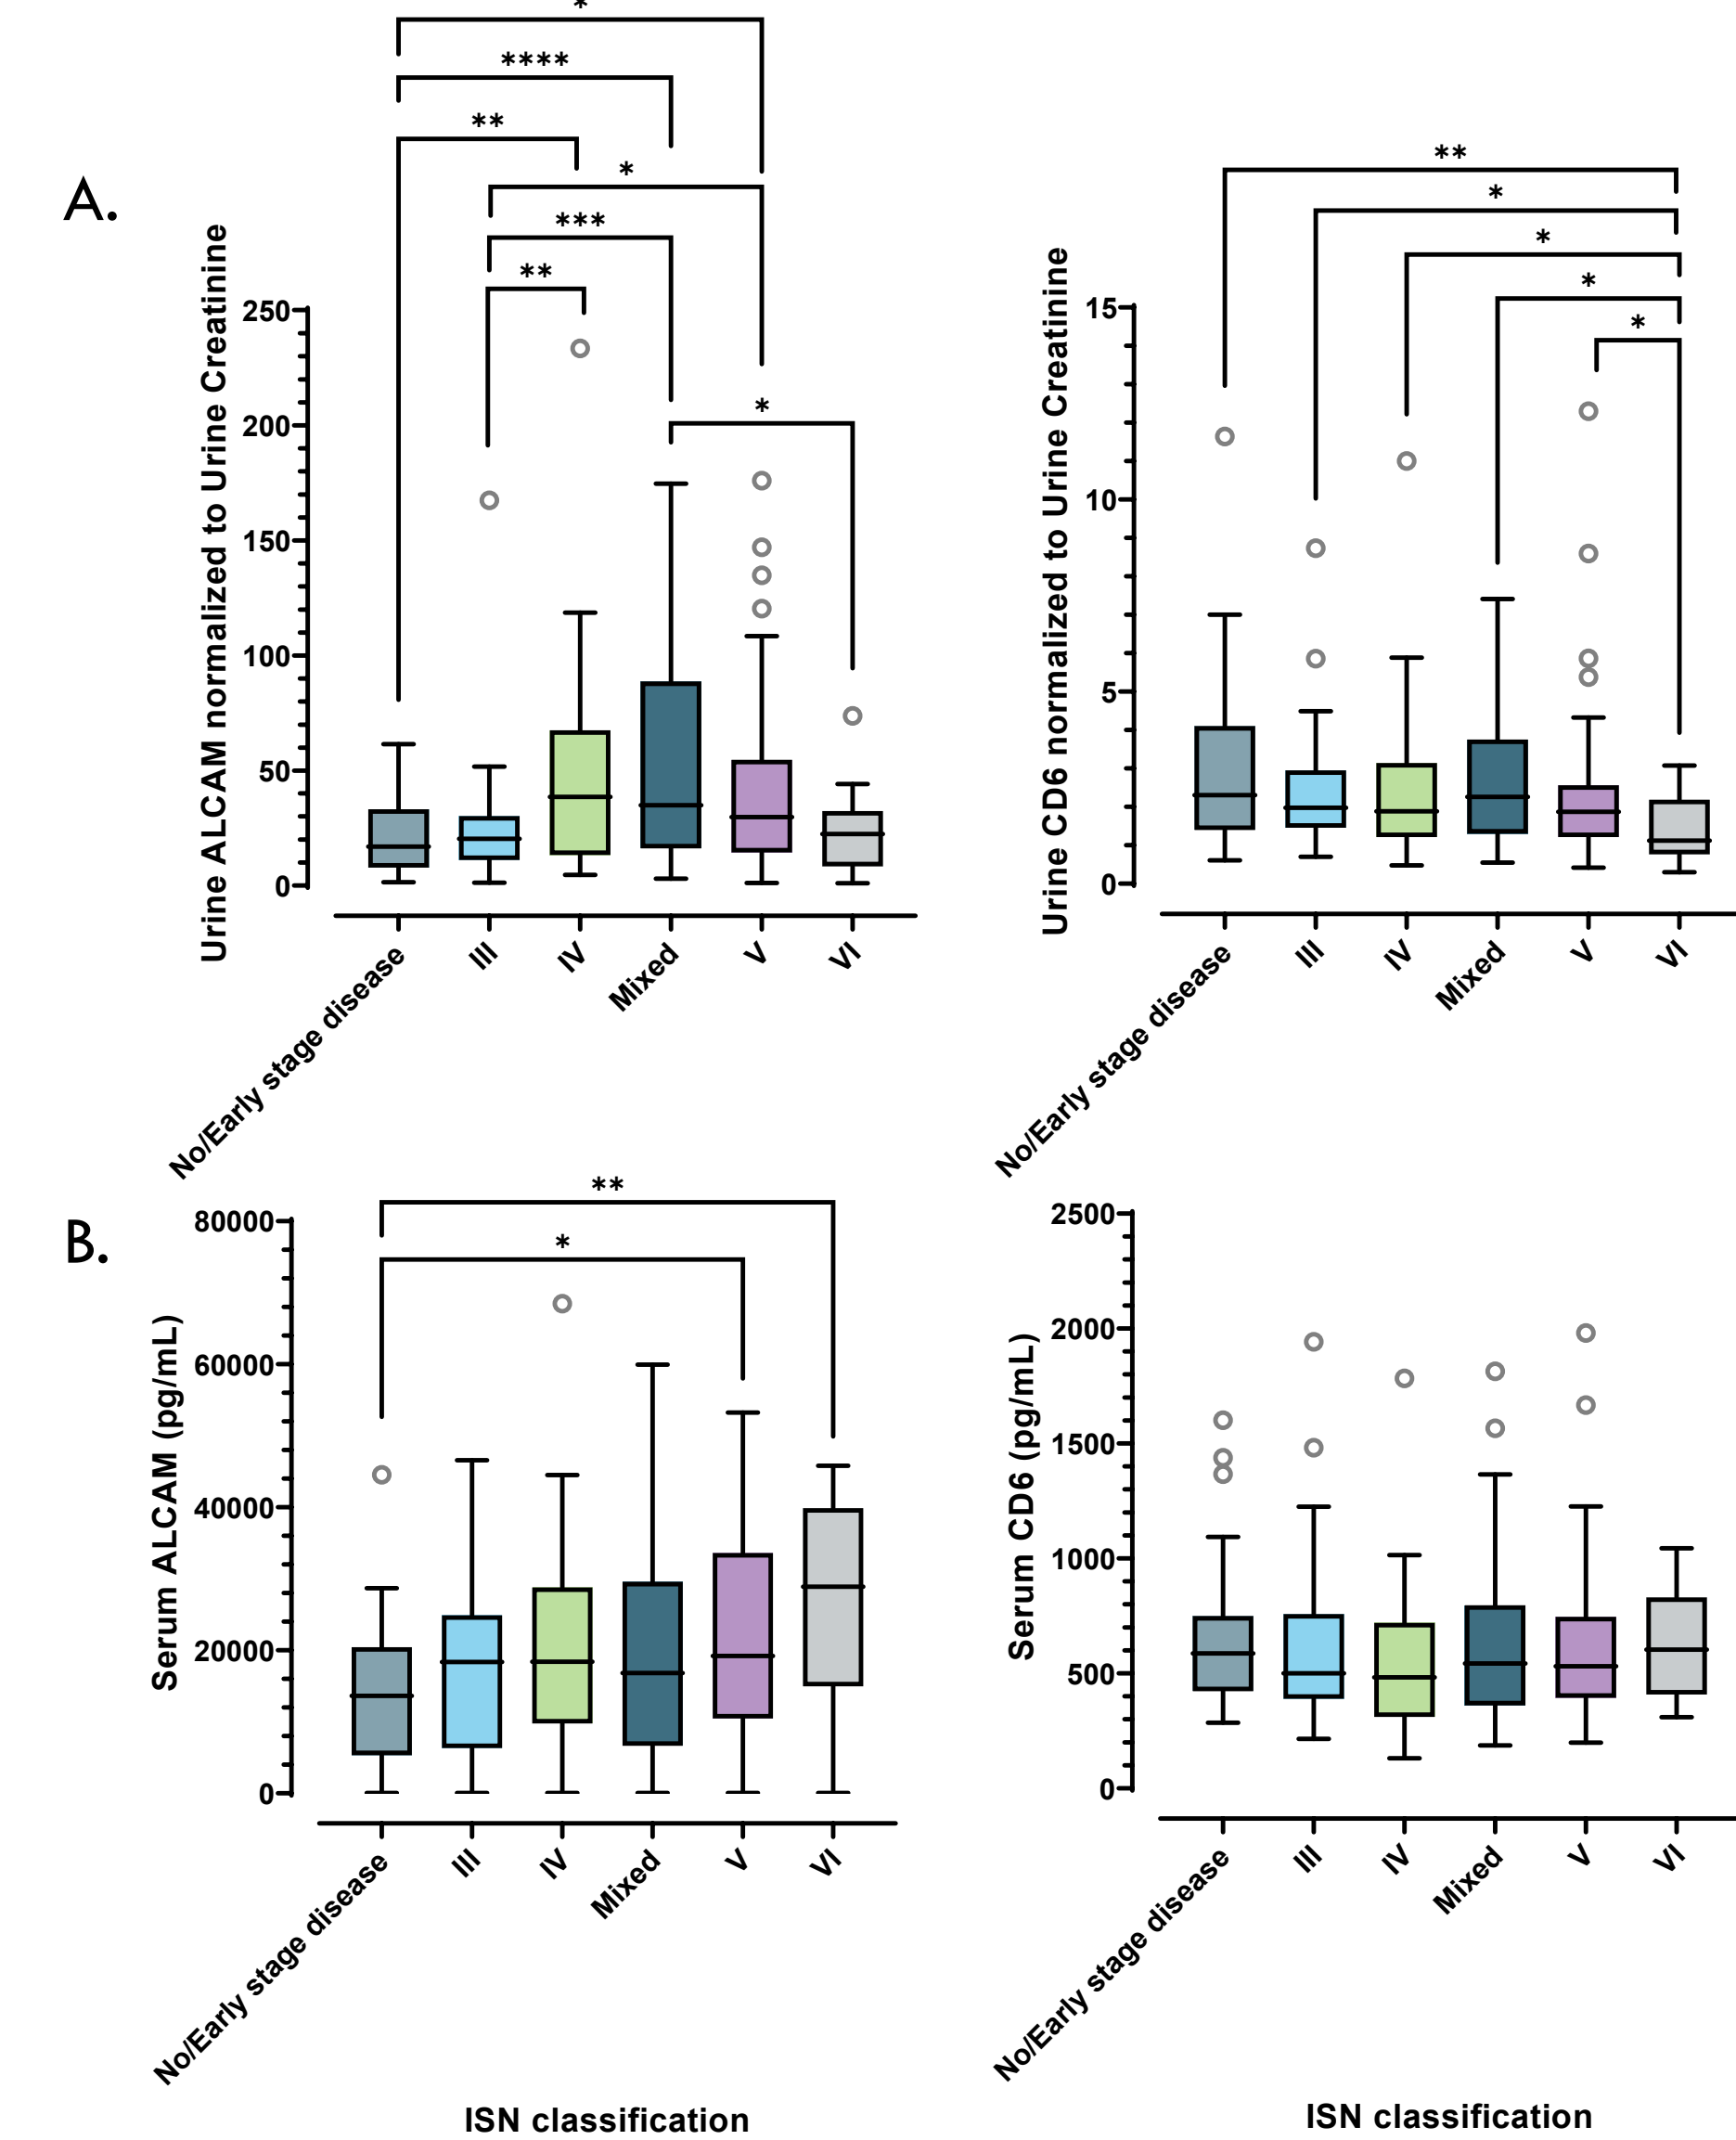 *
****
**
*
***
**
*
A.
Urine ALCAM normalized to Urine Creatinine
250
200
150
100
50
0
No/Early stage disease
III
IV
Mixed
V
VI
**
*
*
*
*
Urine CD6 normalized to Urine Creatinine
15
10
5
0
No/Early stage disease
III
IV
Mixed
V
VI
B.
**
*
Serum ALCAM (pg/mL)
80000
60000
40000
20000
0
No/Early stage disease
III
IV
Mixed
V
VI
ISN classification
Serum CD6 (pg/mL)
2500
2000
1500
1000
500
0
No/Early stage disease
III
IV
Mixed
V
VI
ISN classification